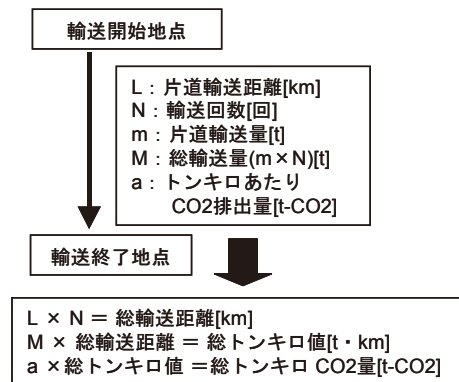 輸送開始地点
L：片道輸送距離[km]
N：輸送回数[回]
m：片道輸送量[t]
M：総輸送量(m×N)[t]
a：トンキロあたり
CO2排出量[t-CO2]
輸送終了地点
L × N ＝ 総輸送距離[km]
M × 総輸送距離 ＝ 総トンキロ値[t・km]
a ×総トンキロ値 ＝総トンキロ CO2量[t-CO2]